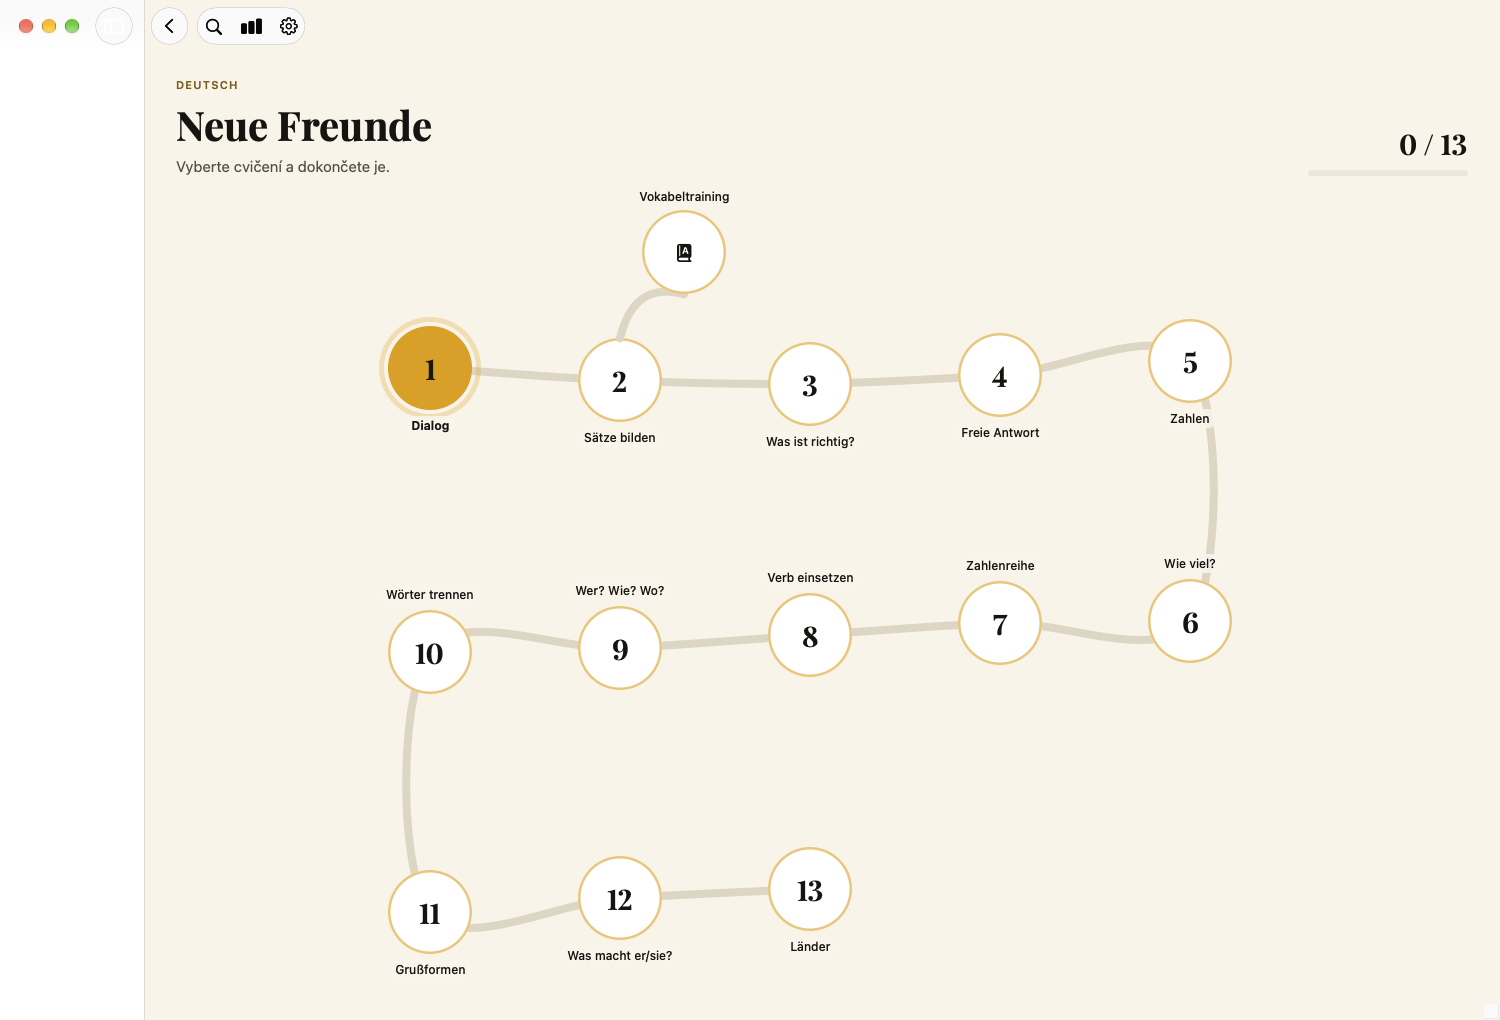 DEUTSCH
Neue Freunde
Vyberte cvičení a dokončete je.
0 / 13
Vokabeltraining
A
1
Dialog
2
Sätze bilden
3
Was ist richtig?
4
Freie Antwort
5
Zahlen
Wie viel?
6
Zahlenreihe
7
Verb einsetzen
8
Wer? Wie? Wo?
9
Wörter trennen
10
11
Grußformen
12
Was macht er/sie?
13
Länder